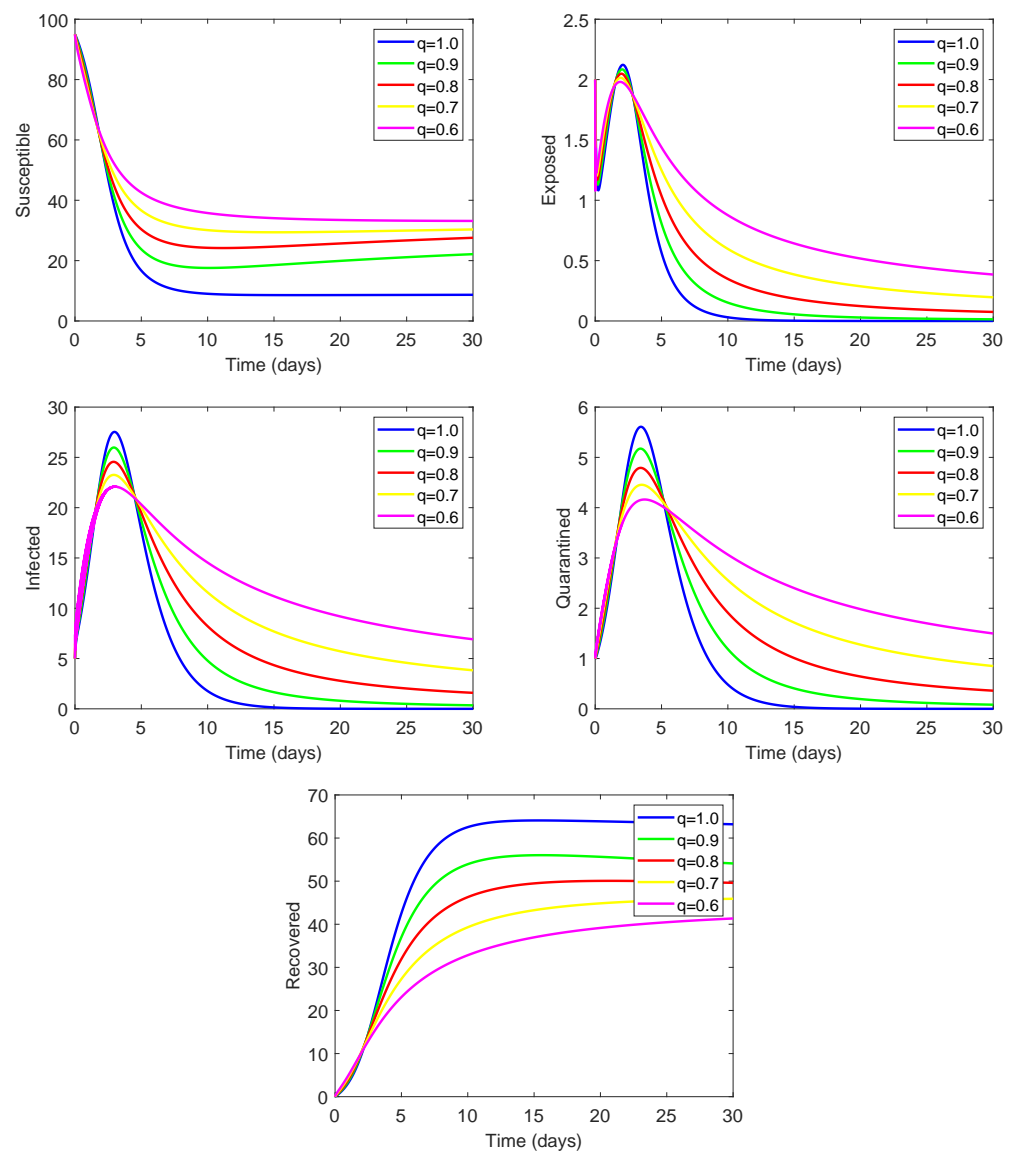 Susceptible
100
80
60
40
20
0
0 5 10 15 20 25 30
Time (days)
q=1.0
q=0.9
q=0.8
q=0.7
q=0.6
Exposed
2.5
2
1.5
1
0.5
0
0 5 10 15 20 25 30
Time (days)
q=1.0
q=0.9
q=0.8
q=0.7
q=0.6
Infected
30
25
20
15
10
5
0
0 5 10 15 20 25 30
Time (days)
q=1.0
q=0.9
q=0.8
q=0.7
q=0.6
Quarantined
6
5
4
3
2
1
0
0 5 10 15 20 25 30
Time (days)
q=1.0
q=0.9
q=0.8
q=0.7
q=0.6
Recovered
70
60
50
40
30
20
10
0
0 5 10 15 20 25 30
Time (days)
q=1.0
q=0.9
q=0.8
q=0.7
q=0.6